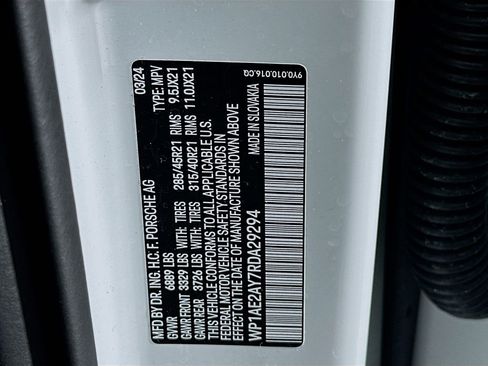 MFD BY DR. ING. H.C. F. PORSCHE AG 03/24
GVWR 6889 LBS TYPE: MPV
GAWR FRONT 3329 LBS WITH: TIRES 285/45R21 RIMS 9.5JX21
GAWR REAR 3726 LBS WITH: TIRES 315/40R21 RIMS 11.0JX21
THIS VEHICLE CONFORMS TO ALL APPLICABLE U.S.
FEDERAL MOTOR VEHICLE SAFETY STANDARDS IN
EFFECT ON THE DATE OF MANUFACTURE SHOWN ABOVE
WP1AE2AY7RDA29294 MADE IN SLOVAKIA
9Y0.010.016.CQ